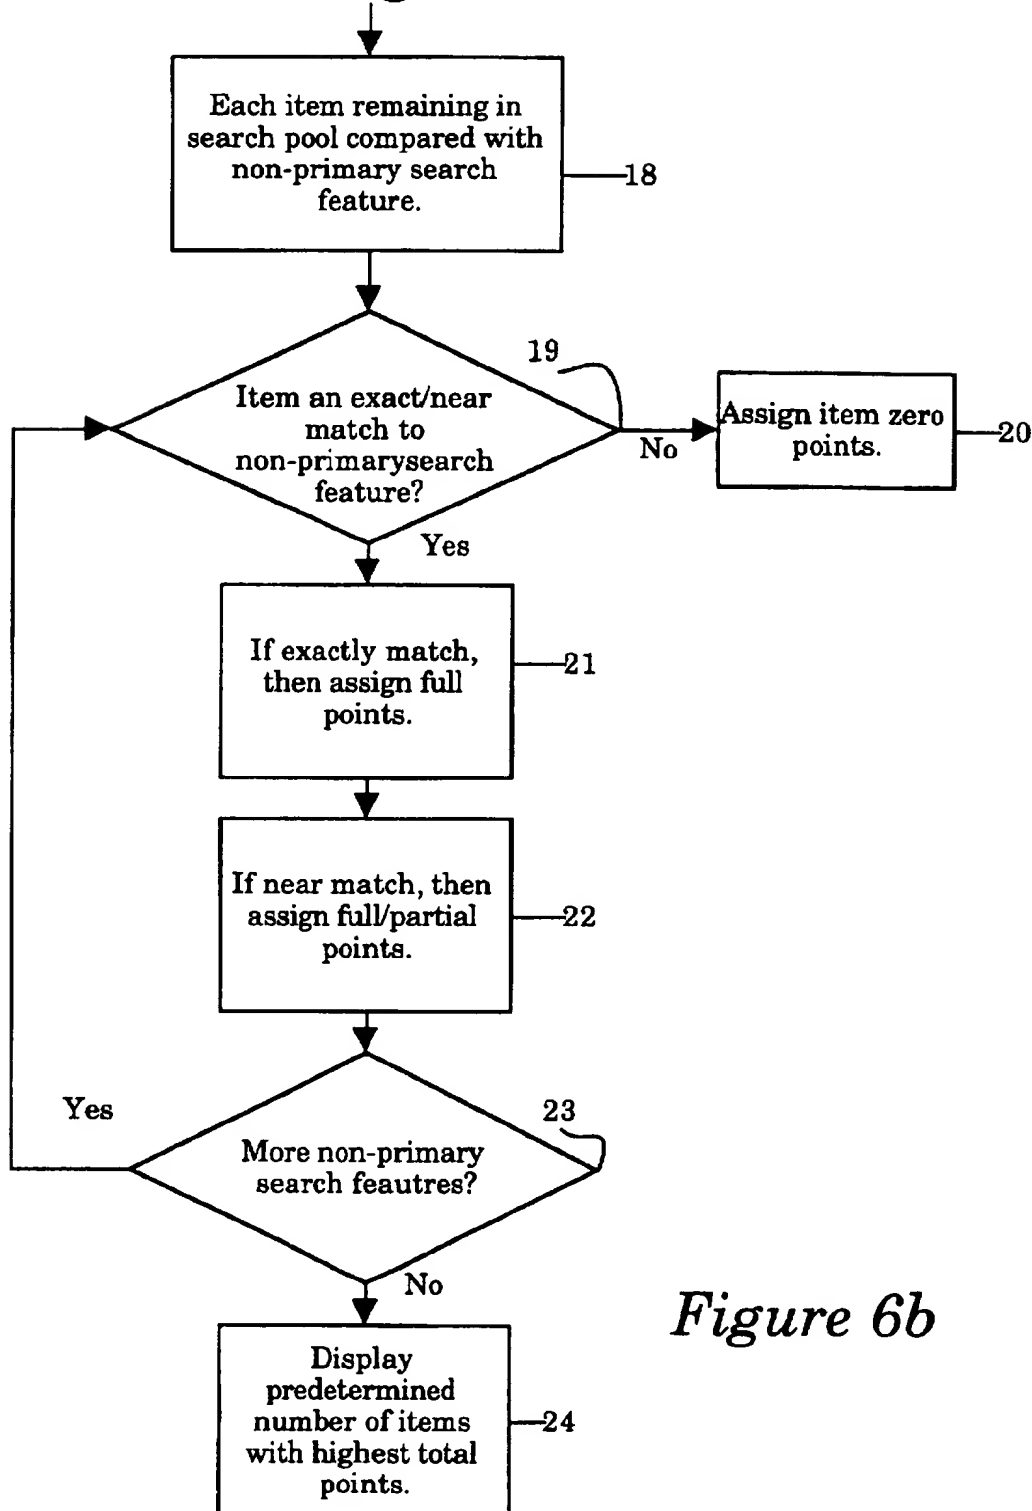 Each item remaining in
search pool compared with
non-primary search
feature.
18
19
Item an exact/near
match to
non-primarysearch
feature?
No
Assign item zero
points.
20
Yes
If exactly match,
then assign full
points.
21
If near match, then
assign full/partial
points.
22
Yes
23
More non-primary
search feautres?
No
Figure 6b
Display
predetermined
number of items
with highest total
points.
24